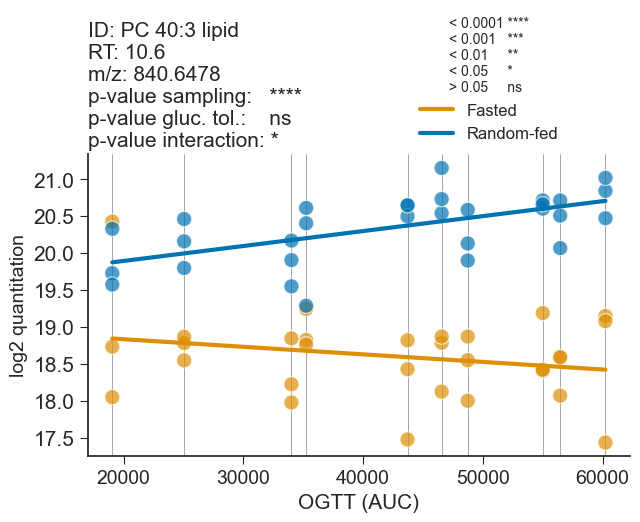 ID: PC 40:3 lipid
RT: 10.6
m/z: 840.6478
p-value sampling: ****
p-value gluc. tol.: ns
p-value interaction: *
< 0.0001 ****
< 0.001 ***
< 0.01 **
< 0.05 *
> 0.05 ns
Fasted
Random-fed
21.0
20.5
20.0
19.5
19.0
18.5
18.0
17.5
log2 quantitation
20000 30000 40000 50000 60000
OGTT (AUC)